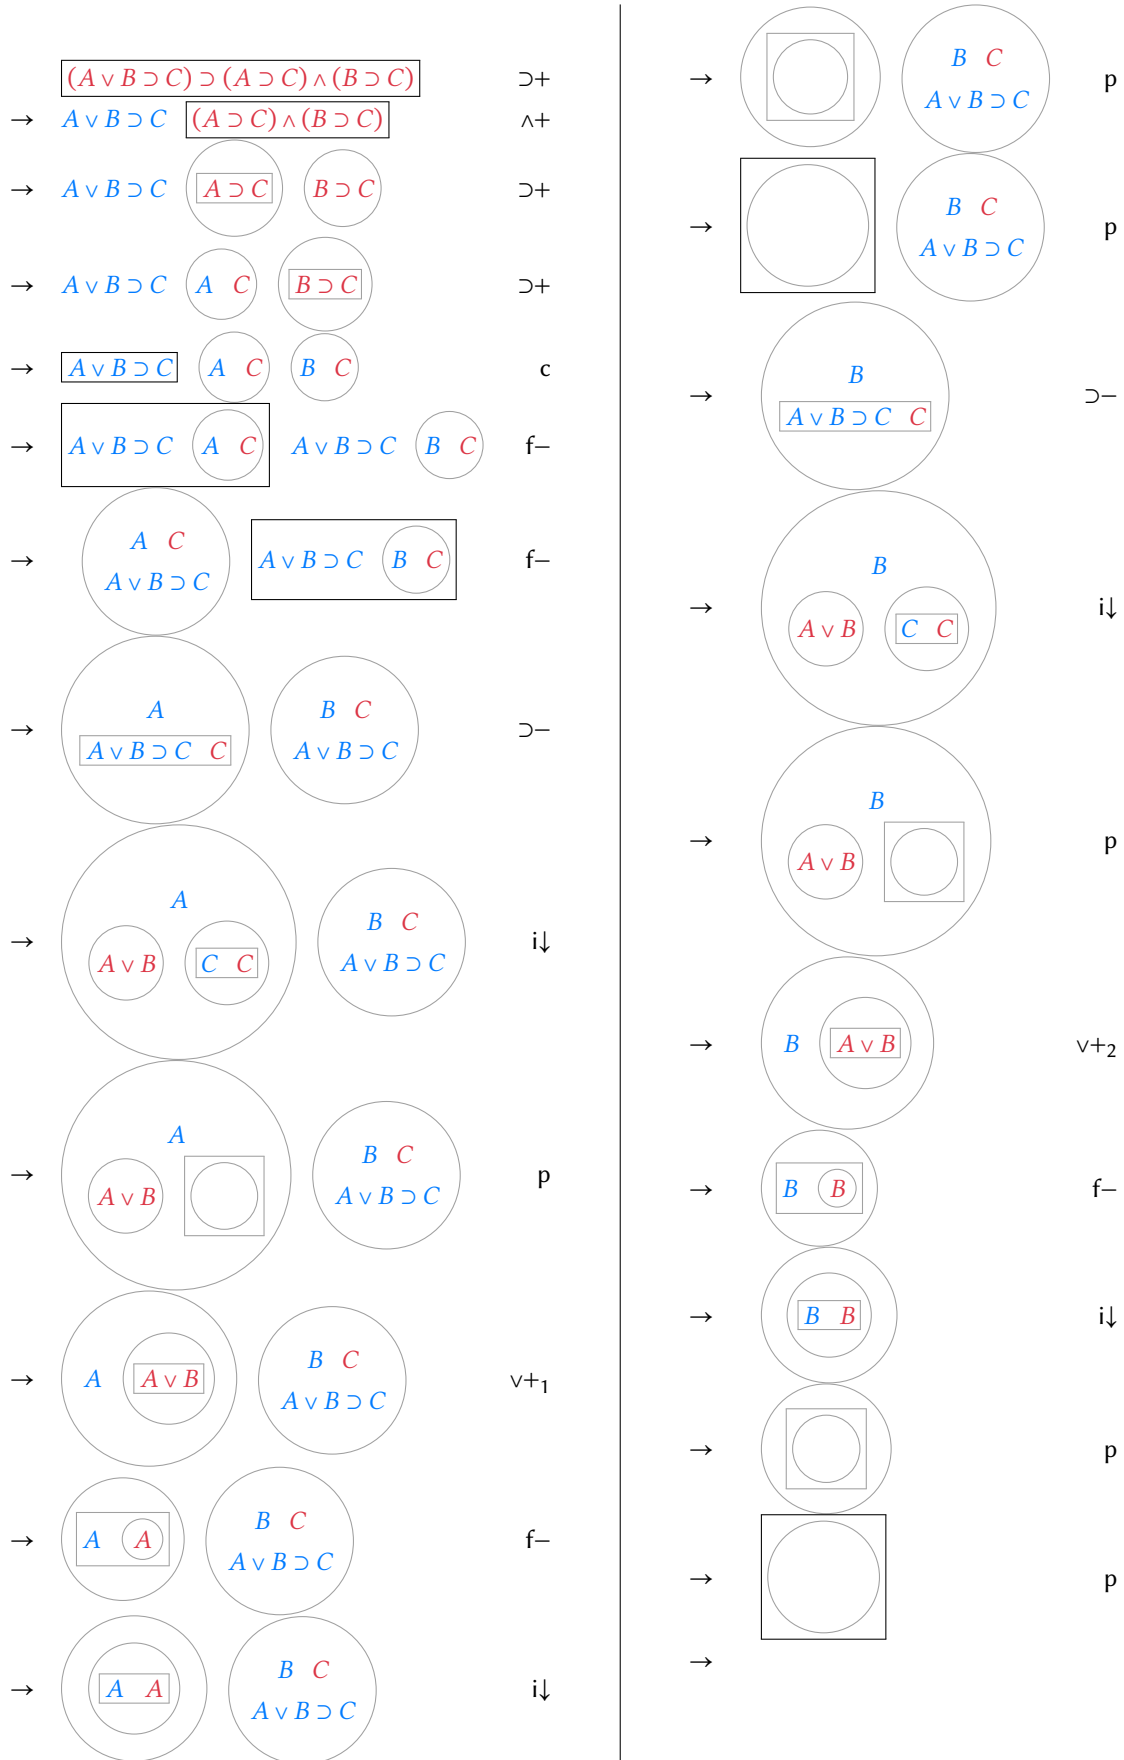 (A ∨ B ⊃ C) ⊃ (A ⊃ C) ∧ (B ⊃ C) ⊃+
→ A ∨ B ⊃ C (A ⊃ C) ∧ (B ⊃ C) ∧+
→ A ∨ B ⊃ C A ⊃ C B ⊃ C ⊃+
→ A ∨ B ⊃ C A C B ⊃ C ⊃+
→ A ∨ B ⊃ C A C B C c
→ A ∨ B ⊃ C A C A ∨ B ⊃ C B C f−
A C
→ A ∨ B ⊃ C A ∨ B ⊃ C B C f−
A B C
→ A ∨ B ⊃ C C A ∨ B ⊃ C ⊃−
A B C
→ A ∨ B C C A ∨ B ⊃ C i↓
A B C
→ A ∨ B A ∨ B ⊃ C p
B C
→ A A ∨ B A ∨ B ⊃ C ∨+₁
B C
→ A A A ∨ B ⊃ C f−
B C
→ A A A ∨ B ⊃ C i↓
B C
→ A ∨ B ⊃ C p
B C
→ A ∨ B ⊃ C p
B
→ A ∨ B ⊃ C C ⊃−
B
→ A ∨ B C C i↓
B
→ A ∨ B p
→ B A ∨ B ∨+₂
→ B B f−
→ B B i↓
→ p
→ p
→